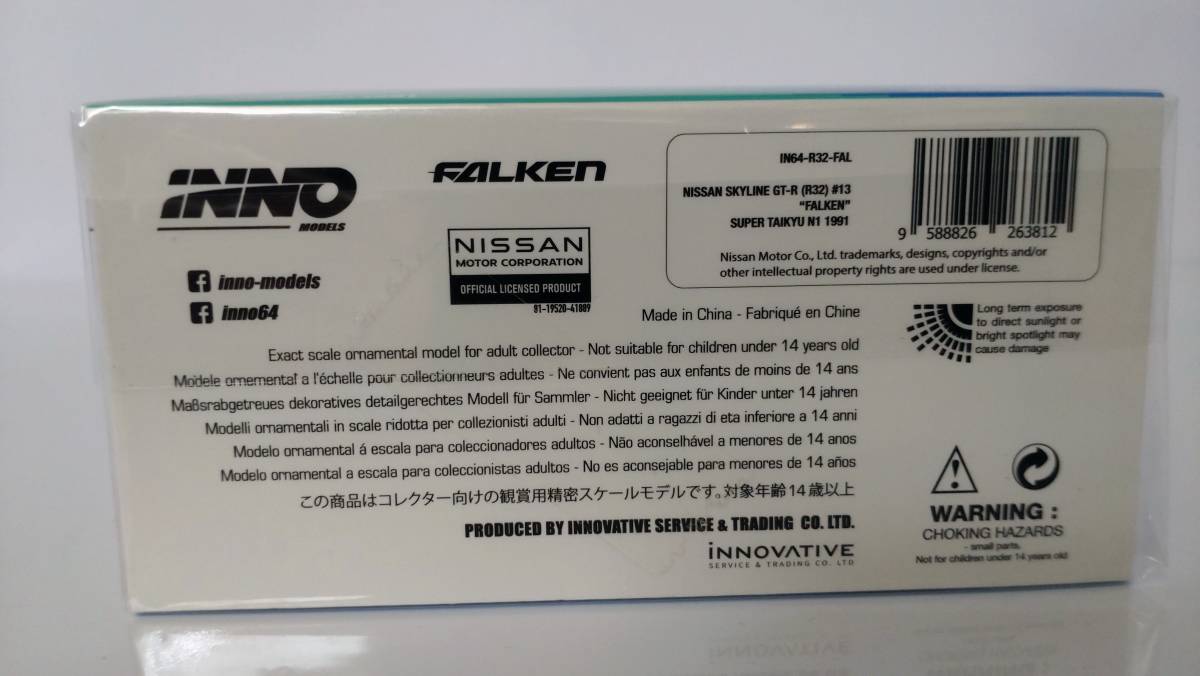 INNO
MODELS
FALKEN
NISSAN
MOTOR CORPORATION
OFFICIAL LICENSED PRODUCT
81-19520-41809
inno-models
inno64
IN64-R32-FAL
NISSAN SKYLINE GT-R (R32) #13
“FALKEN”
SUPER TAIKYU N1 1991
9 588826 263812
Nissan Motor Co., Ltd. trademarks, designs, copyrights and/or
other intellectual property rights are used under license.
Made in China - Fabriqué en Chine
Long term exposure
to direct sunlight or
bright spotlight may
cause damage
Exact scale ornamental model for adult collector - Not suitable for children under 14 years old
Modele ornemental a l'échelle pour collectionneurs adultes - Ne convient pas aux enfants de moins de 14 ans
Maßsrabgetreues dekoratives detailgerechtes Modell für Sammler - Nicht geeignet für Kinder unter 14 jahren
Modelli ornamentali in scale ridotta per collezionisti adulti - Non adatti a ragazzi di eta inferiore a 14 anni
Modelo ornamental á escala para coleccionadores adultos - Não aconselhável a menores de 14 anos
Modelo ornamental a escala para coleccionistas adultos - No es aconsejable para menores de 14 años
この商品はコレクター向けの観賞用精密スケールモデルです。対象年齢14歳以上
PRODUCED BY INNOVATIVE SERVICE & TRADING CO. LTD.
INNOVATIVE
SERVICE & TRADING CO. LTD
WARNING :
CHOKING HAZARDS
- small parts.
Not for children under 14 years old